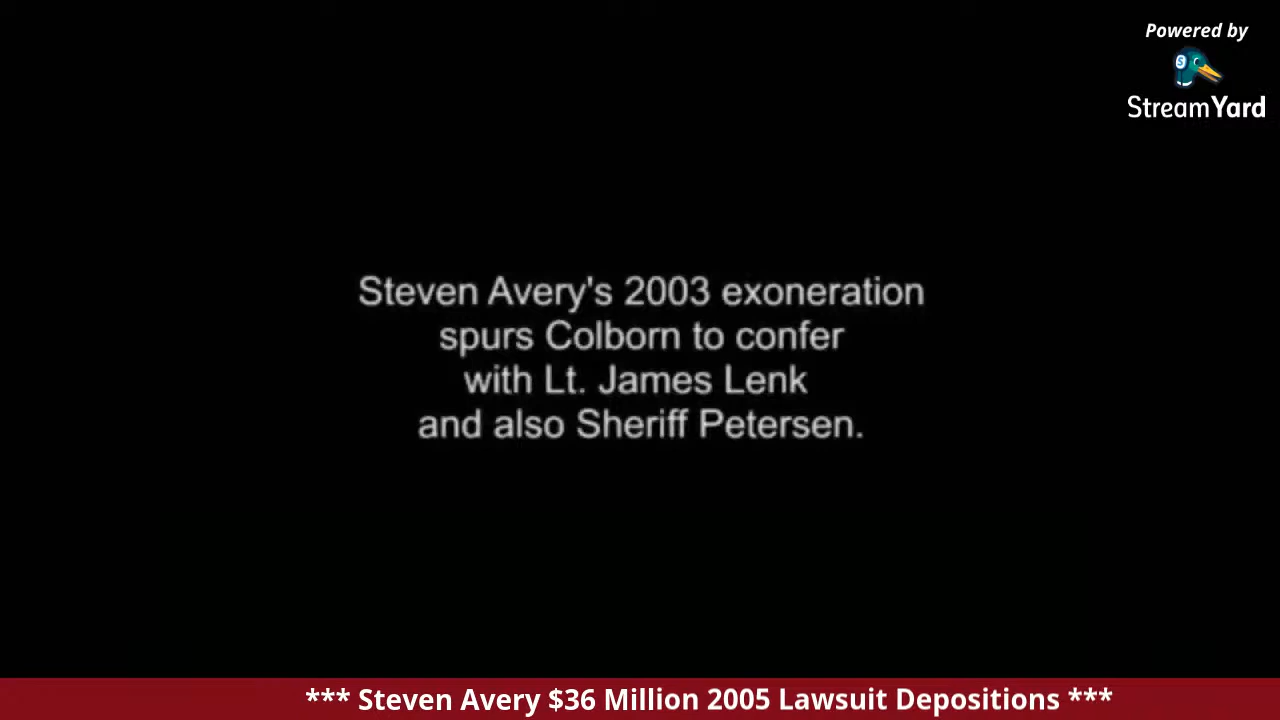 Powered by
StreamYard
Steven Avery's 2003 exoneration
spurs Colborn to confer
with Lt. James Lenk
and also Sheriff Petersen.
*** Steven Avery $36 Million 2005 Lawsuit Depositions ***